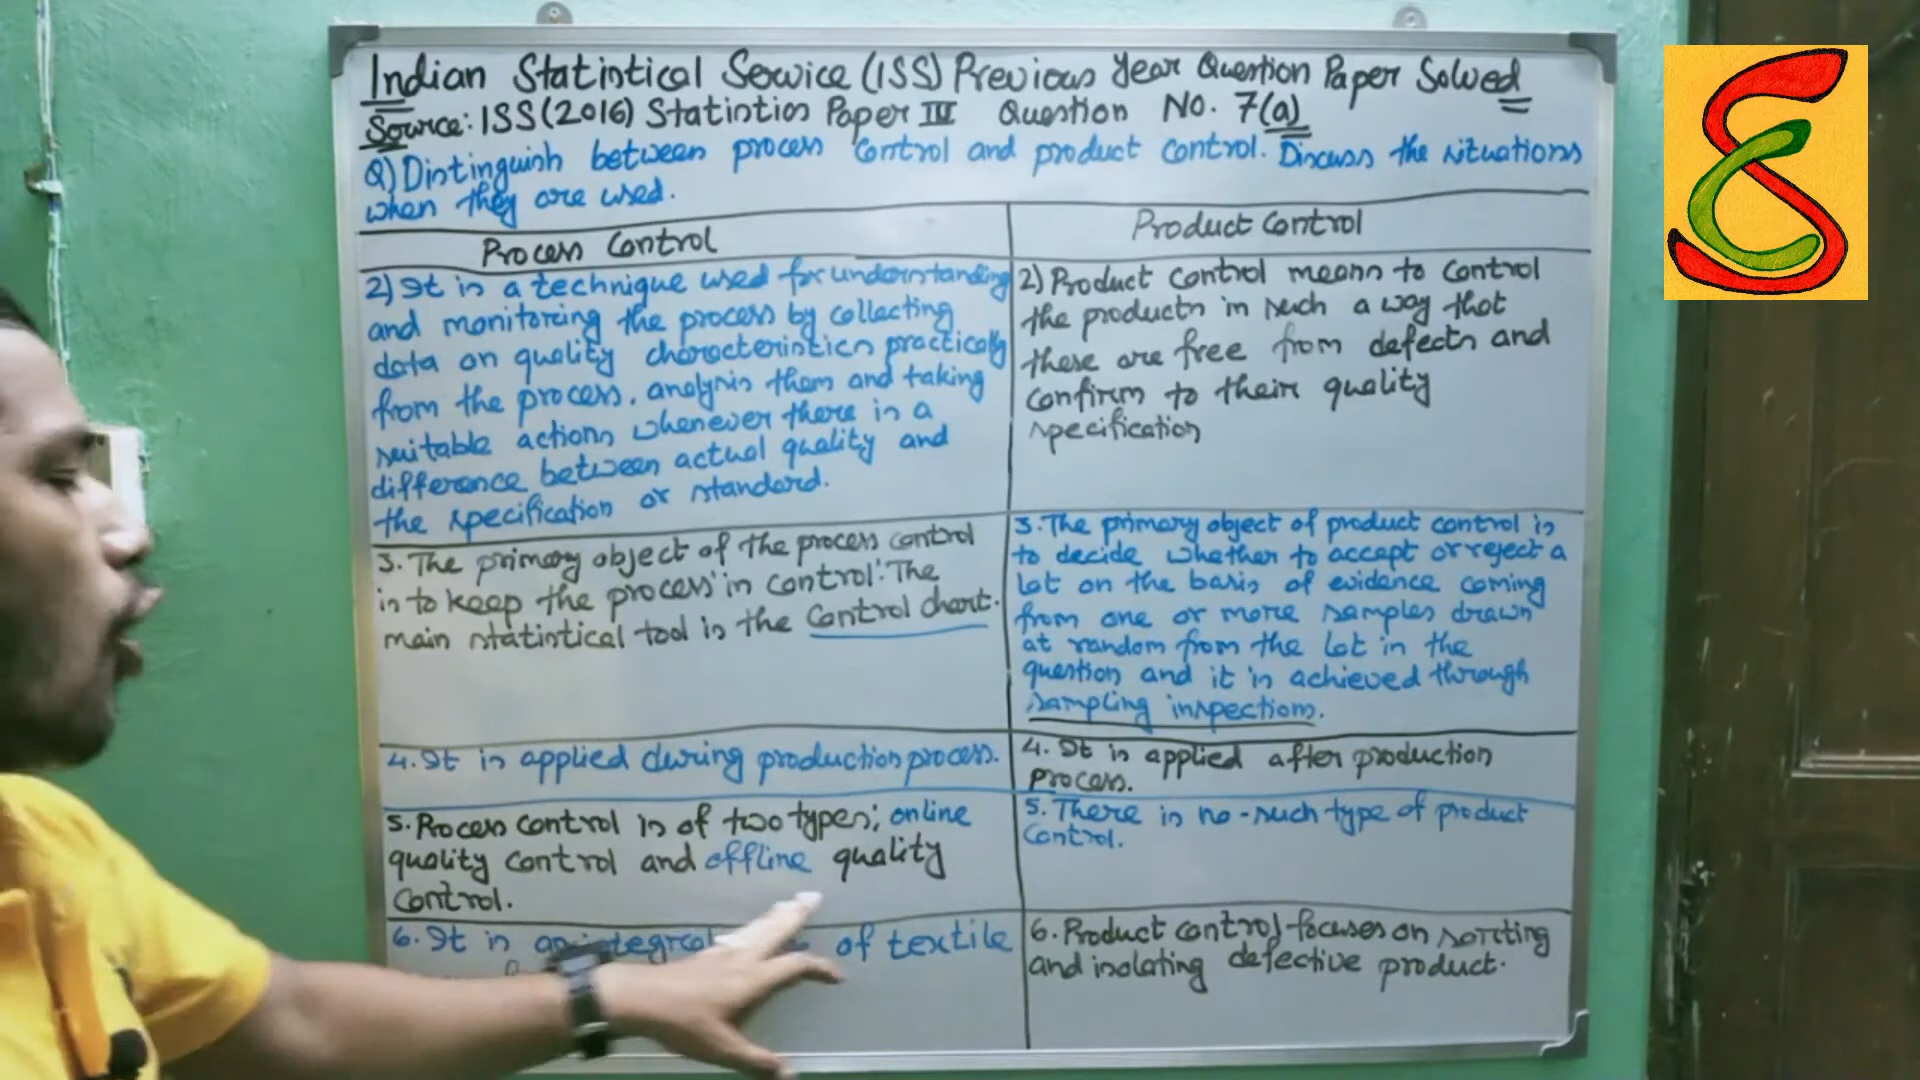 Indian Statistical Service (ISS) Previous Year Question Paper Solved
Source: ISS (2016) Statistics Paper III Question No. 7(a)
Q) Distinguish between process control and product control. Discuss the situations
when they are used.
Process Control
2) It is a technique used for understanding
and monitoring the process by collecting
data on quality characteristics practically
from the process, analysis them and taking
suitable actions whenever there is a
difference between actual quality and
the specification or standard.
3. The primary object of the process control
is to keep the process 'in control'. The
main statistical tool is the control chart.
4. It is applied during production process.
5. Process control is of two types; online
quality control and offline quality
control.
6. It is an integral of textile
Product Control
2) Product control means to control
the products in such a way that
these are free from defects and
confirm to their quality
specification
3. The primary object of product control is
to decide whether to accept or reject a
lot on the basis of evidence coming
from one or more samples drawn
at random from the lot in the
question and it is achieved through
sampling inspections.
4. It is applied after production
process.
5. There is no-such type of product
control.
6. Product control focuses on sorting
and isolating defective product.